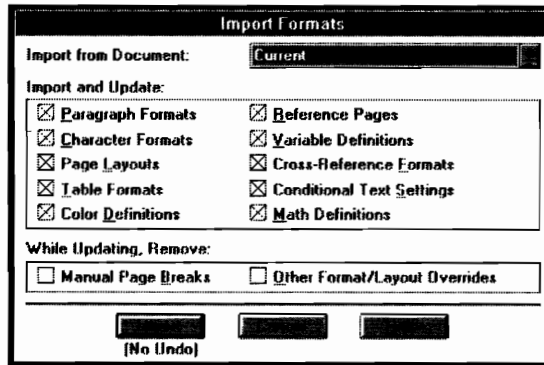 Import Formats
Import from Document: Current
Import and Update:
Paragraph Formats Reference Pages
Character Formats Variable Definitions
Page Layouts Cross-Reference Formats
Table Formats Conditional Text Settings
Color Definitions Math Definitions
While Updating, Remove:
Manual Page Breaks Other Format/Layout Overrides
(No Undo)